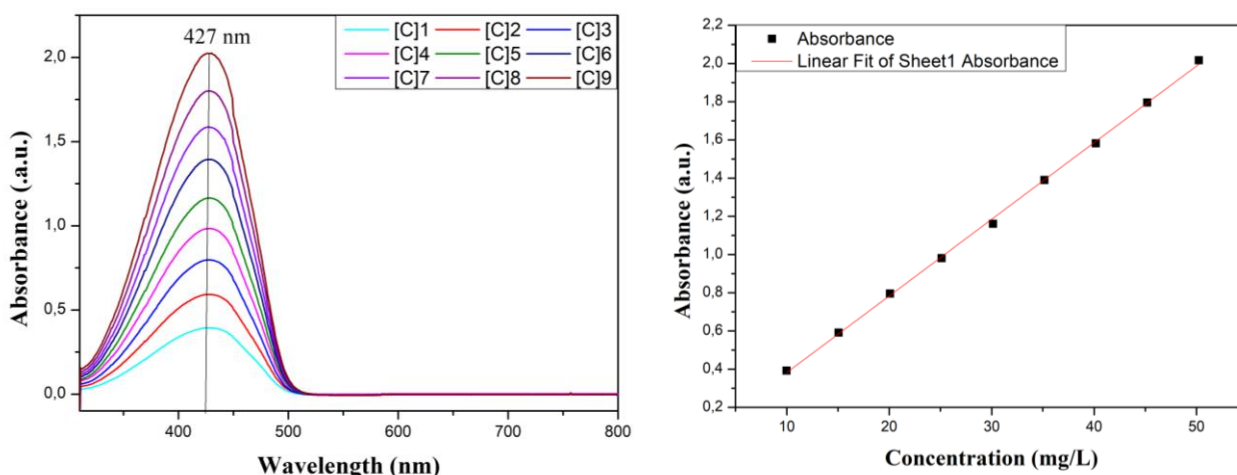 427 nm
[C]1 [C]2 [C]3
[C]4 [C]5 [C]6
[C]7 [C]8 [C]9
2,0
1,5
1,0
0,5
0,0
Absorbance (.a.u.)
400 500 600 700 800
Wavelength (nm)
Absorbance
Linear Fit of Sheet1 Absorbance
2,2
2,0
1,8
1,6
1,4
1,2
1,0
0,8
0,6
0,4
0,2
Absorbance (a.u.)
10 20 30 40 50
Concentration (mg/L)